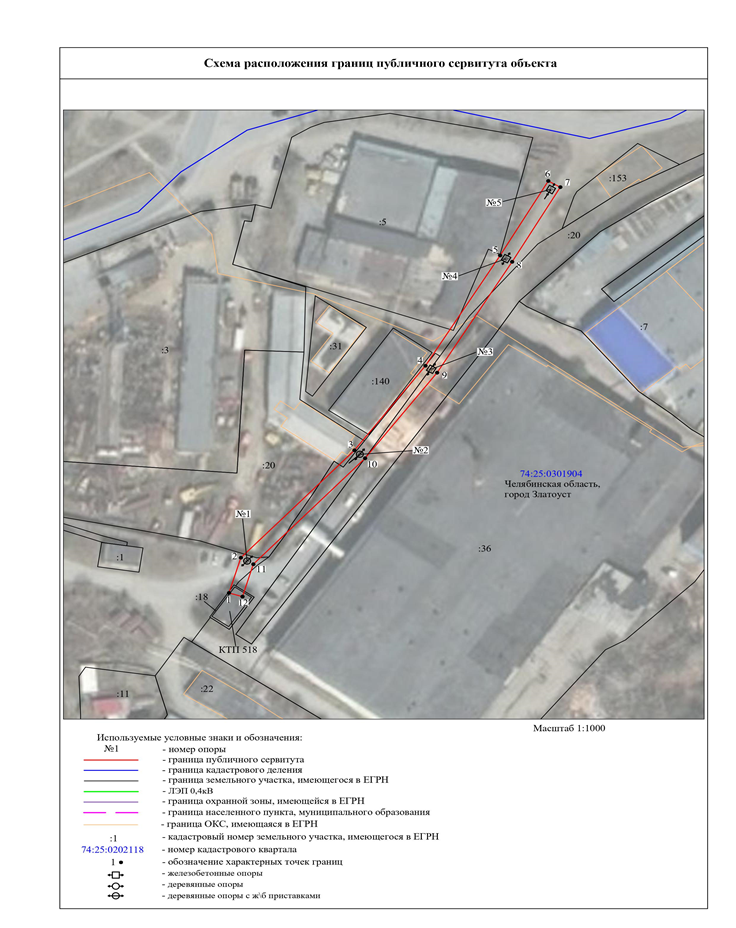 Схема расположения границ публичного сервитута объекта
6
7
:153
№5
:5
:20
5
8
№4
:7
:31
№3
:3
4
9
:140
3
№2
10
:20
74:25:0301904
Челябинская область,
город Златоуст
№1
:36
2
:1
11
:18
1
12
КТП 518
:22
:11
Масштаб 1:1000
Используемые условные знаки и обозначения:
№1 - номер опоры
- граница публичного сервитута
- граница кадастрового деления
- граница земельного участка, имеющегося в ЕГРН
- ЛЭП 0,4кВ
- граница охранной зоны, имеющейся в ЕГРН
- граница населенного пункта, муниципального образования
- граница ОКС, имеющаяся в ЕГРН
:1 - кадастровый номер земельного участка, имеющегося в ЕГРН
74:25:0202118 - номер кадастрового квартала
1 - обозначение характерных точек границ
- железобетонные опоры
- деревянные опоры
- деревянные опоры с ж\б приставками